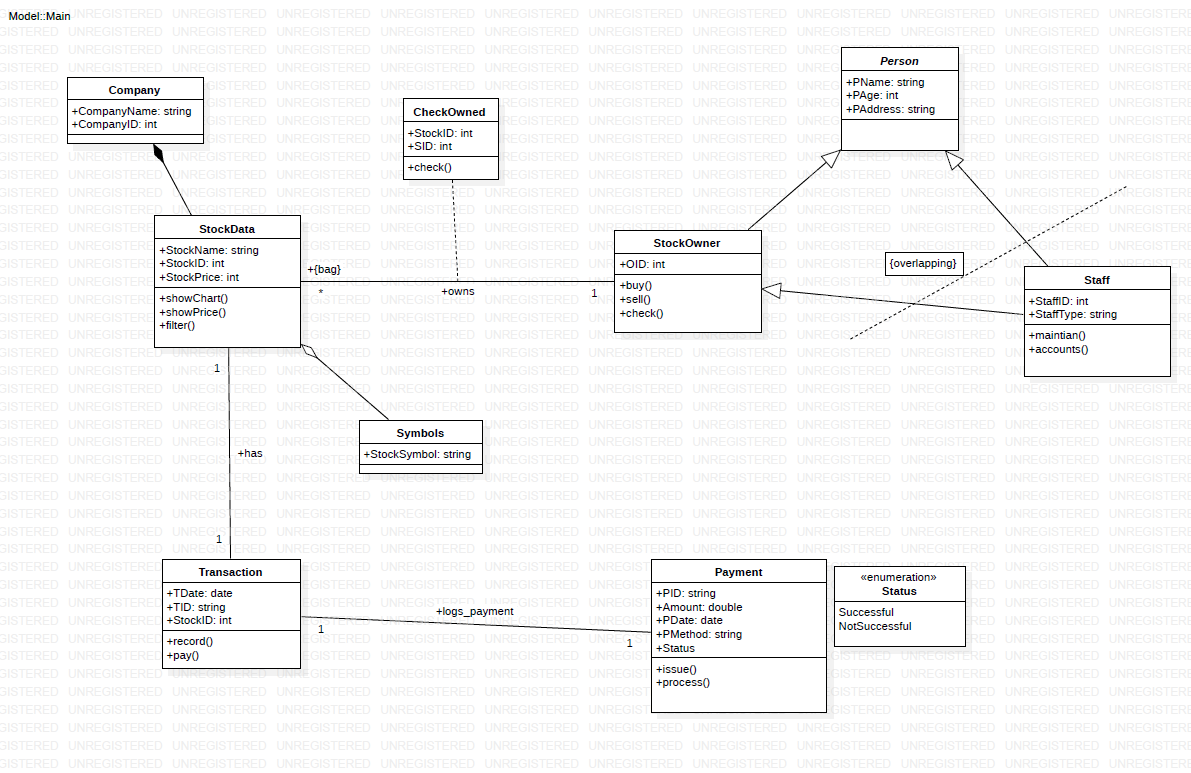 Model::Main
Company
+CompanyName: string
+CompanyID: int
CheckOwned
+StockID: int
+SID: int
+check()
Person
+PName: string
+PAge: int
+PAddress: string
StockData
+StockName: string
+StockID: int
+StockPrice: int
+showChart()
+showPrice()
+filter()
+{bag}
*
+owns
1
StockOwner
+OID: int
+buy()
+sell()
+check()
{overlapping}
Staff
+StaffID: int
+StaffType: string
+maintian()
+accounts()
1
+has
1
Symbols
+StockSymbol: string
Transaction
+TDate: date
+TID: string
+StockID: int
+record()
+pay()
1
+logs_payment
1
Payment
+PID: string
+Amount: double
+PDate: date
+PMethod: string
+Status
+issue()
+process()
«enumeration»
Status
Successful
NotSuccessful
UNREGISTERED